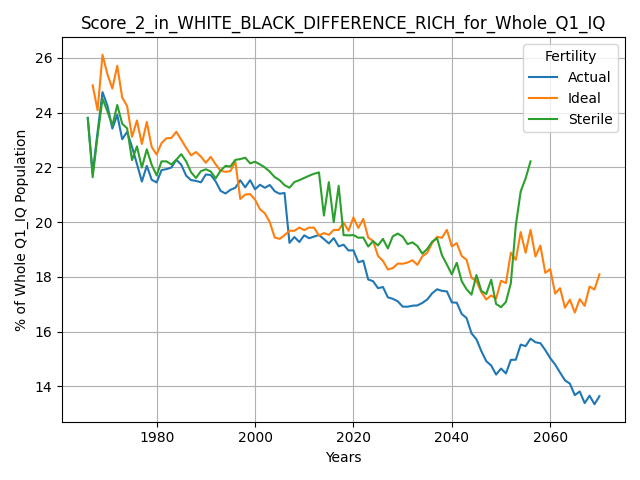 Score_2_in_WHITE_BLACK_DIFFERENCE_RICH_for_Whole_Q1_IQ
Fertility
Actual
Ideal
Sterile
% of Whole Q1_IQ Population
26
24
22
20
18
16
14
1980
2000
2020
2040
2060
Years